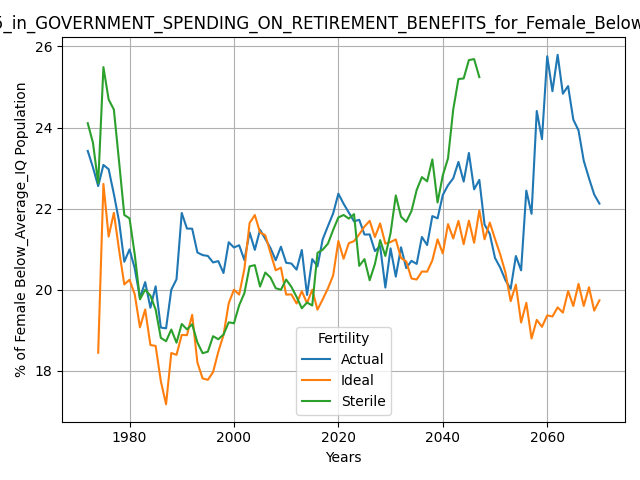 _in_GOVERNMENT_SPENDING_ON_RETIREMENT_BENEFITS_for_Female_Below
26
24
22
20
18
% of Female Below_Average_IQ Population
Fertility
Actual
Ideal
Sterile
1980 2000 2020 2040 2060
Years